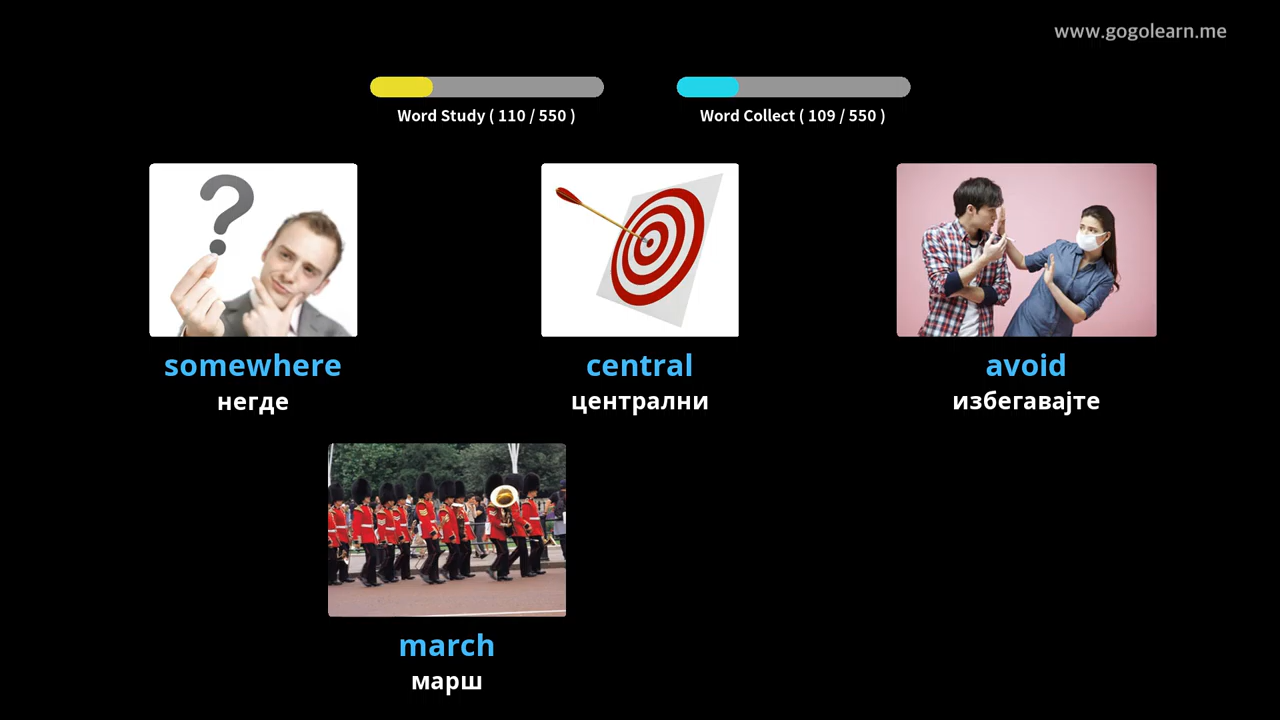 www.gogolearn.me
Word Study ( 110 / 550 )
Word Collect ( 109 / 550 )
?
somewhere
негде
central
централни
avoid
избегавајте
march
марш